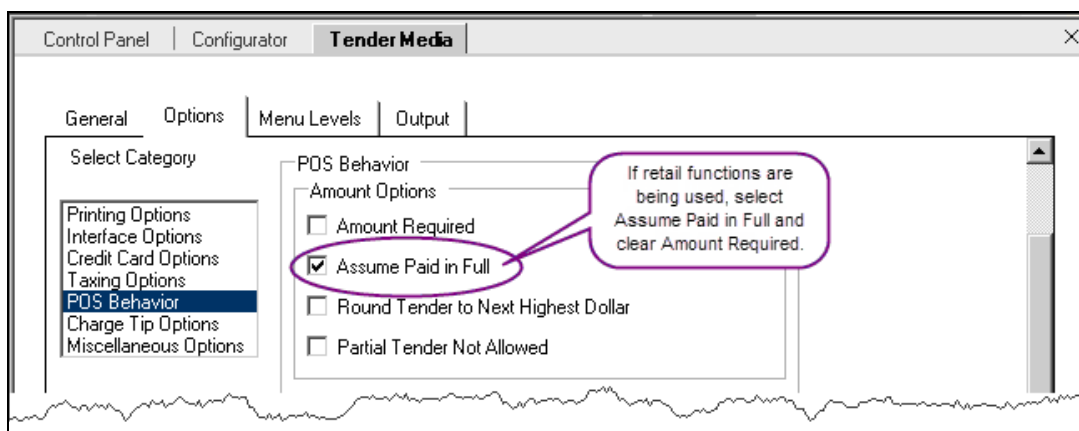 Control Panel Configurator Tender Media
General Options Menu Levels Output
Select Category
Printing Options
Interface Options
Credit Card Options
Taxing Options
POS Behavior
Charge Tip Options
Miscellaneous Options
POS Behavior
Amount Options
Amount Required
Assume Paid in Full
Round Tender to Next Highest Dollar
Partial Tender Not Allowed
If retail functions are
being used, select
Assume Paid in Full and
clear Amount Required.